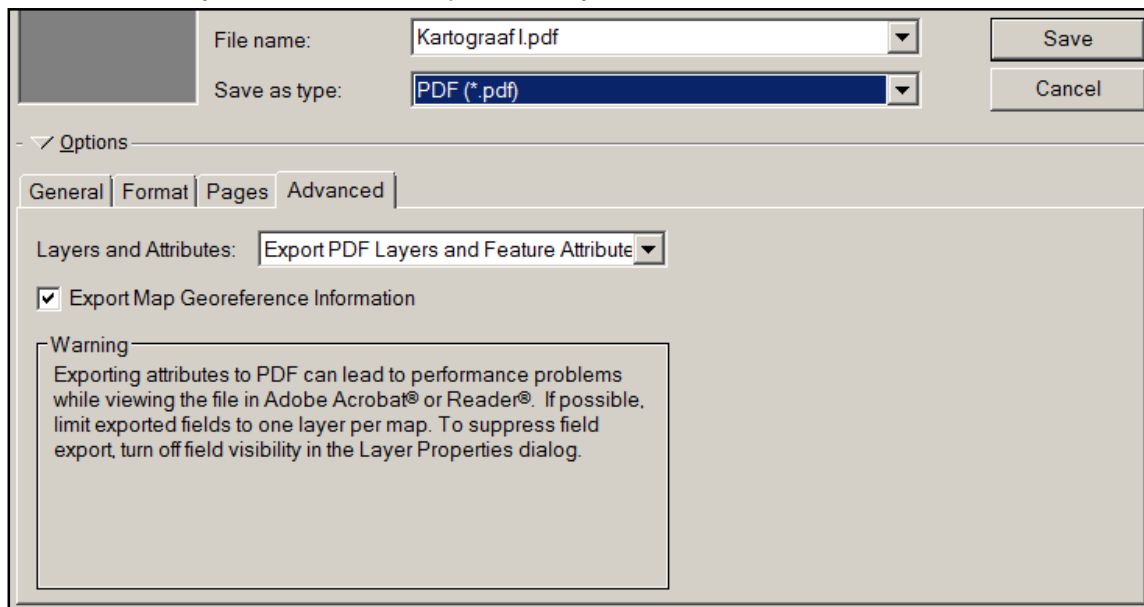 File name: Kartograaf I.pdf Save
Save as type: PDF (*.pdf) Cancel
Options
General Format Pages Advanced
Layers and Attributes: Export PDF Layers and Feature Attribute
Export Map Georeference Information
Warning
Exporting attributes to PDF can lead to performance problems
while viewing the file in Adobe Acrobat® or Reader®. If possible,
limit exported fields to one layer per map. To suppress field
export, turn off field visibility in the Layer Properties dialog.